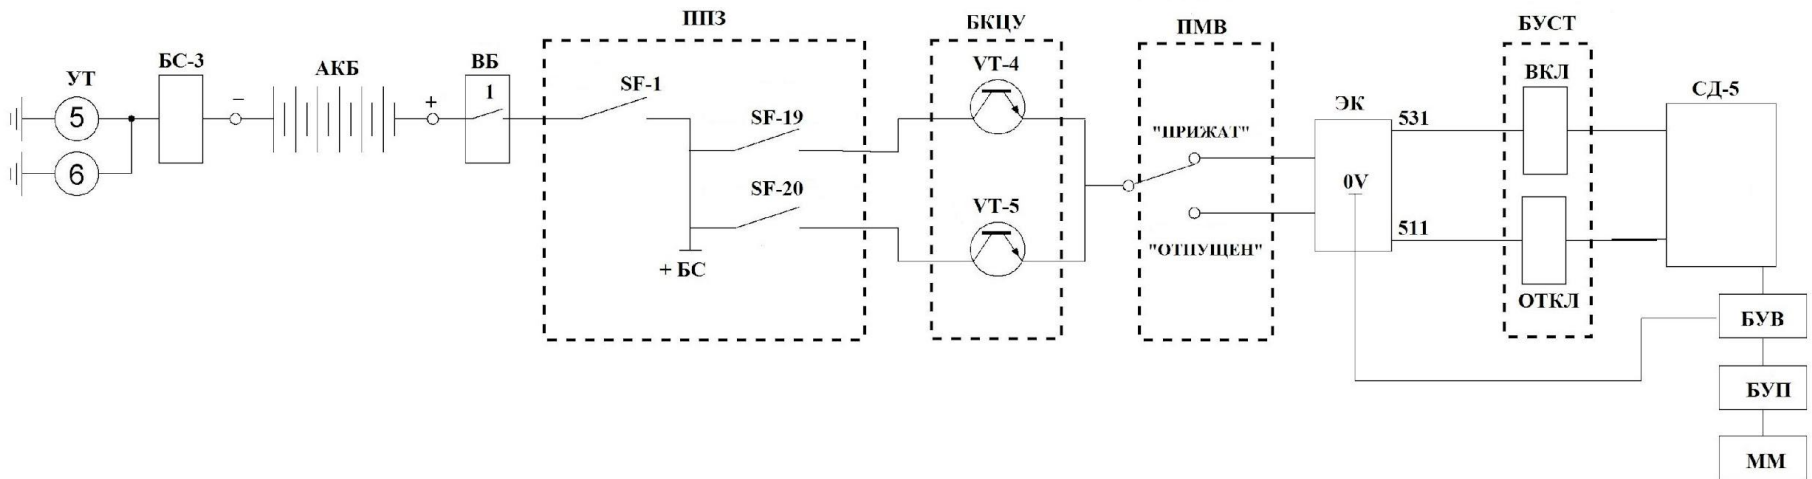 УТ
5
6
БС-3
−
АКБ
+
ВБ
1
ППЗ
SF-1
SF-19
SF-20
+ БС
БКЦУ
VT-4
VT-5
ПМВ
"ПРИЖАТ"
"ОТПУЩЕН"
ЭК
531
0V
511
БУСТ
ВКЛ
ОТКЛ
СД-5
БУВ
БУП
ММ